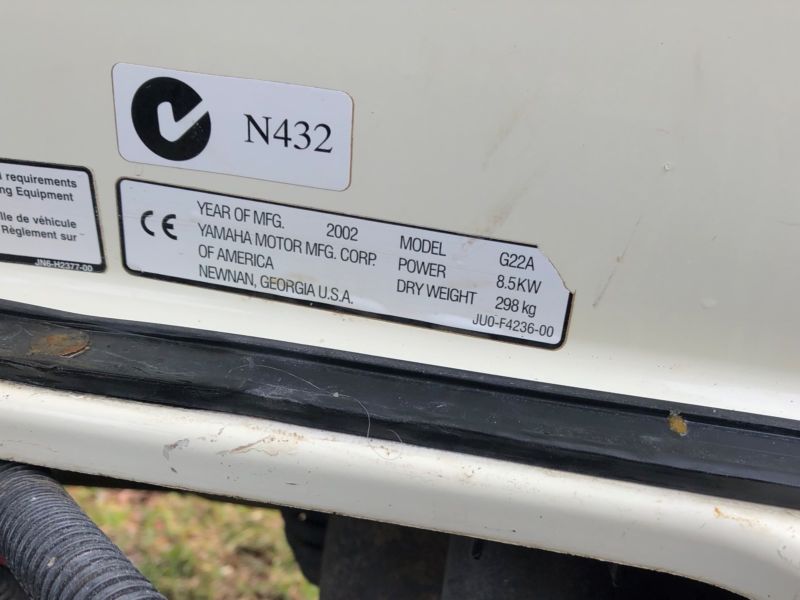 N432
requirements
ng Equipment
lle de véhicule
Règlement sur
JN6-H2377-00
CE
YEAR OF MFG. 2002
YAMAHA MOTOR MFG. CORP.
OF AMERICA
NEWNAN, GEORGIA U.S.A.
MODEL G22A
POWER 8.5KW
DRY WEIGHT 298 kg
JU0-F4236-00